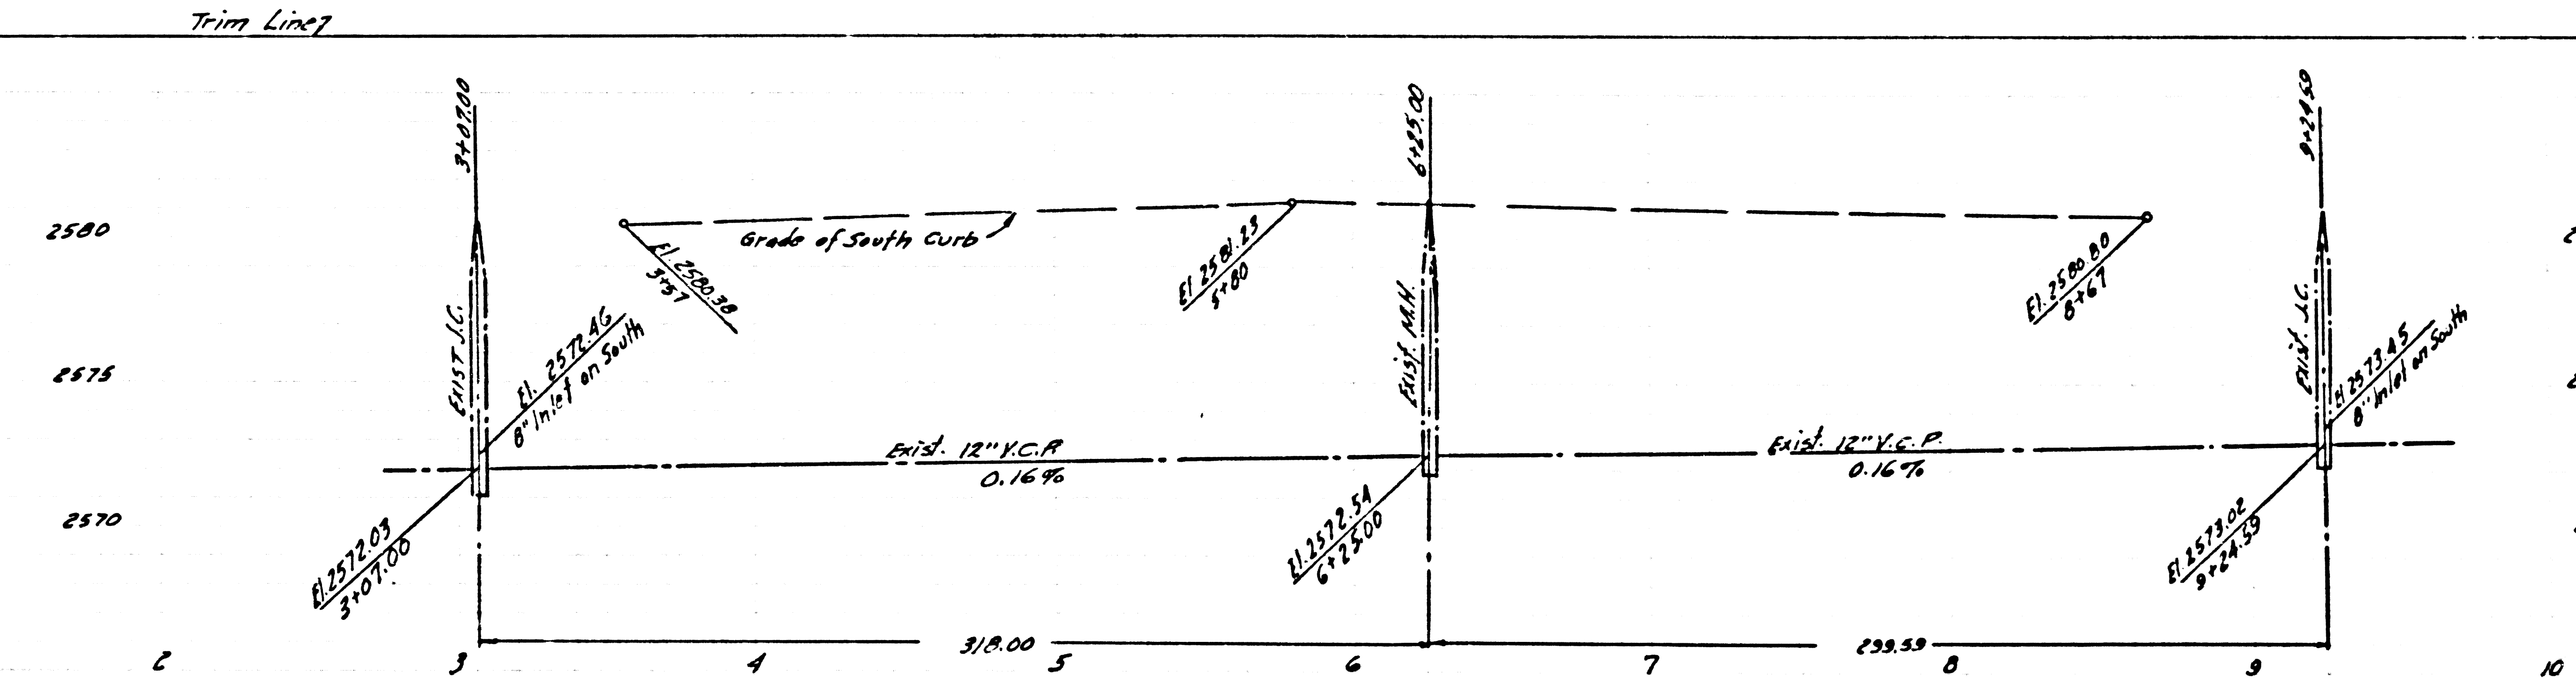 Trim Line
3+07.00
6+25.00
9+24.59
2580
2575
2570
Grade of South Curb
El. 2580.38
3+57
El. 2581.23
5+80
El. 2580.80
8+67
EXIST J.C.
El. 2572.46
8" Inlet on South
Exist. M.H.
Exist. J.C.
El 2573.45
8" Inlet on South
Exist. 12" V.C.P.
0.16%
Exist. 12" V.C.P.
0.16%
El. 2572.03
3+07.00
El. 2572.54
6+25.00
El. 2573.02
9+24.59
318.00
299.59
2
3
4
5
6
7
8
9
10